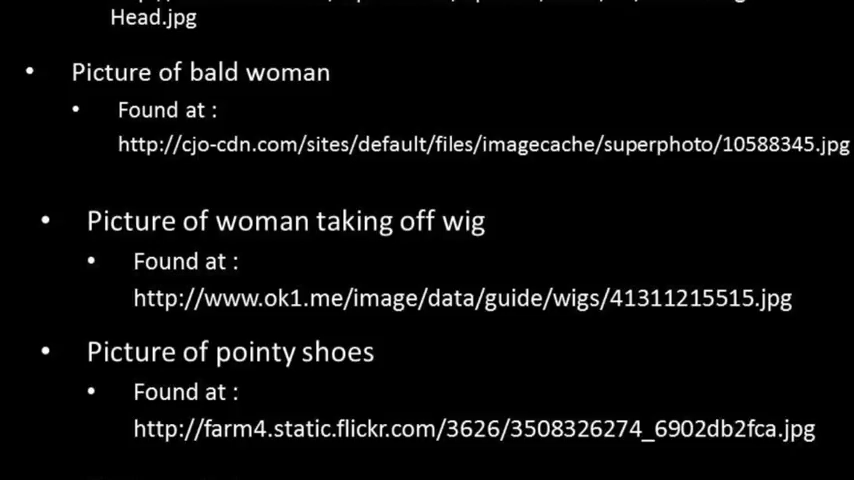 Head.jpg
• Picture of bald woman
• Found at :
http://cjo-cdn.com/sites/default/files/imagecache/superphoto/10588345.jpg
• Picture of woman taking off wig
• Found at :
http://www.ok1.me/image/data/guide/wigs/41311215515.jpg
• Picture of pointy shoes
• Found at :
http://farm4.static.flickr.com/3626/3508326274_6902db2fca.jpg